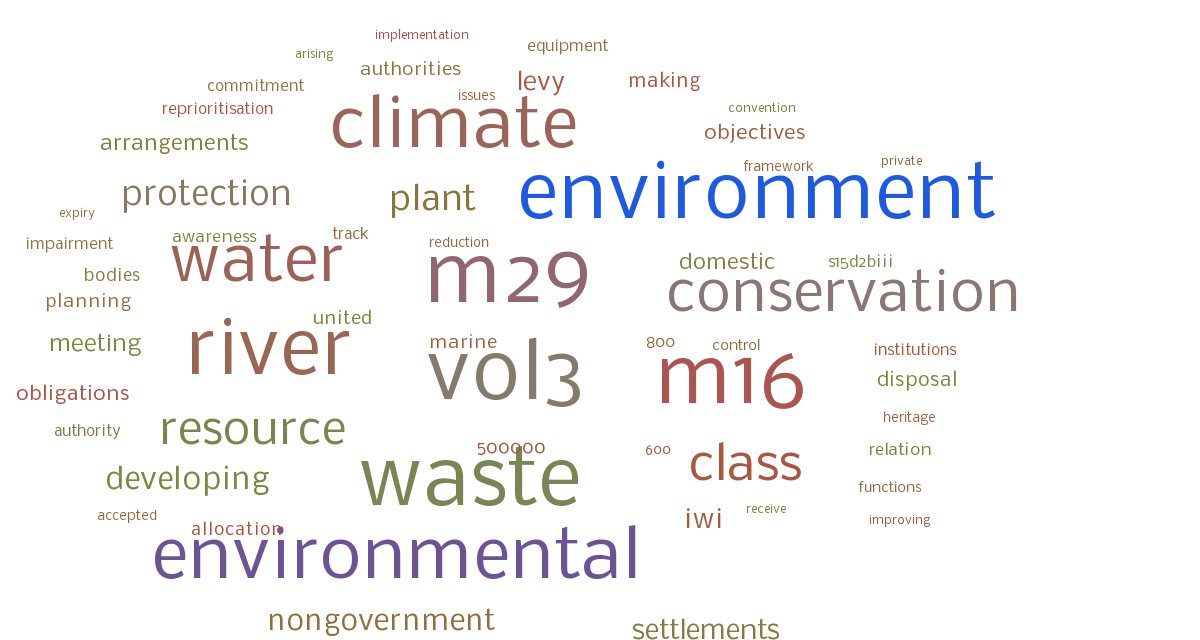 implementation
equipment
arising
authorities
levy
making
commitment
issues
reprioritisation
climate
convention
objectives
arrangements
framework
private
protection
plant
environment
expiry
awareness
track
reduction
impairment
water
m29
domestic
s15d2biii
bodies
conservation
planning
united
meeting
river
marine
vol3
800
control
m16
institutions
disposal
obligations
heritage
authority
resource
500000
600
class
relation
developing
waste
functions
accepted
allocation
iwi
receive
improving
environmental
nongovernment
settlements